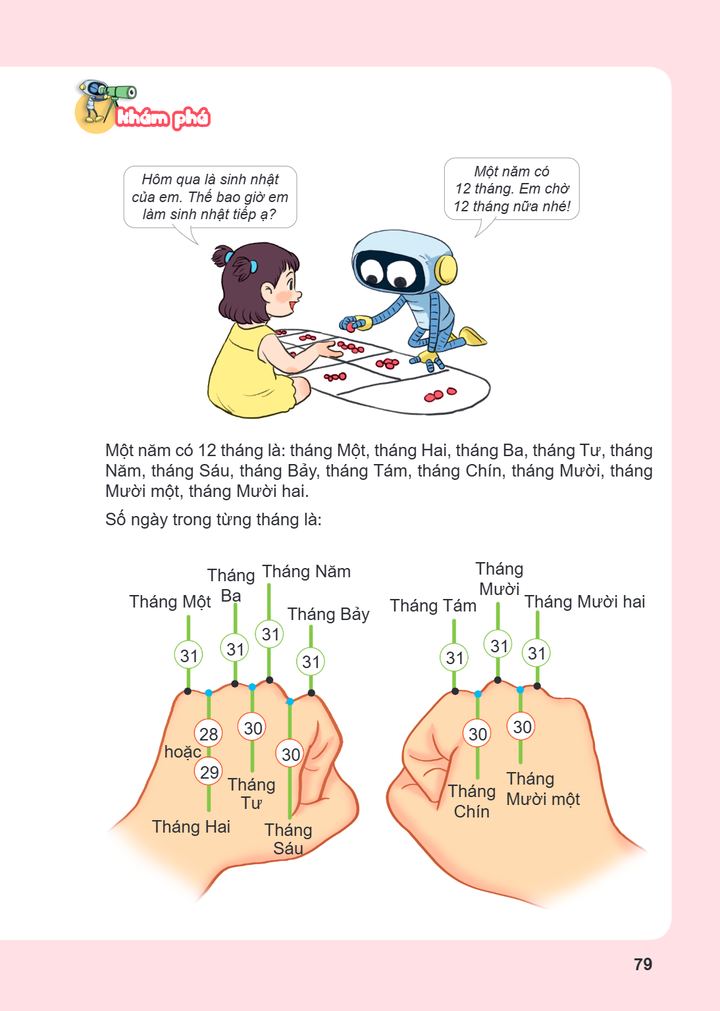 khám phá
Hôm qua là sinh nhật
của em. Thế bao giờ em
làm sinh nhật tiếp ạ?
Một năm có
12 tháng. Em chờ
12 tháng nữa nhé!
Một năm có 12 tháng là: tháng Một, tháng Hai, tháng Ba, tháng Tư, tháng
Năm, tháng Sáu, tháng Bảy, tháng Tám, tháng Chín, tháng Mười, tháng
Mười một, tháng Mười hai.
Số ngày trong từng tháng là:
Tháng Một
Tháng
Ba
Tháng Năm
Tháng Bảy
31
31
31
31
28
hoặc
29
30
30
Tháng Hai
Tháng
Tư
Tháng
Sáu
Tháng Tám
Tháng
Mười
Tháng Mười hai
31
31
31
30
30
Tháng
Chín
Tháng
Mười một
79